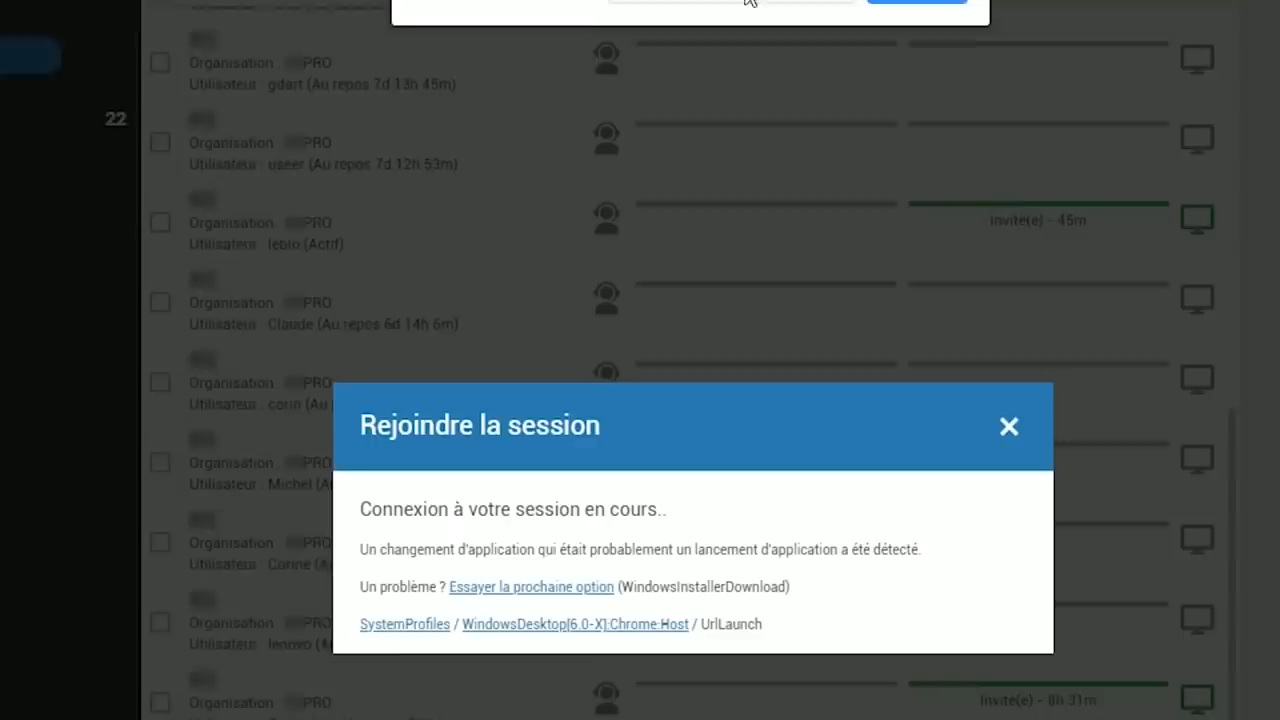 Organisation : PRO
Utilisateur : gdart (Au repos 7d 13h 45m)
22
Organisation : PRO
Utilisateur : useer (Au repos 7d 12h 53m)
Organisation : PRO
Utilisateur : lebio (Actif)
Invité(e) - 45m
Organisation : PRO
Utilisateur : Claude (Au repos 6d 14h 6m)
Organisation : PRO
Utilisateur : corin (Au
Rejoindre la session
Organisation : PRO
Utilisateur : Michel
Connexion à votre session en cours..
Organisation : PRO
Un changement d'application qui était probablement un lancement d'application a été détecté.
Utilisateur : Corine
Un problème ? Essayer la prochaine option (WindowsInstallerDownload)
Organisation : PRO
SystemProfiles / WindowsDesktop[6.0-X]:Chrome:Host / UrlLaunch
Utilisateur : lenovo
Organisation : PRO
Invité(e) - 8h 31m